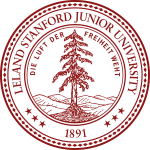 LELAND STANFORD JUNIOR UNIVERSITY
DIE LUFT DER FREIHEIT WEHT
1891